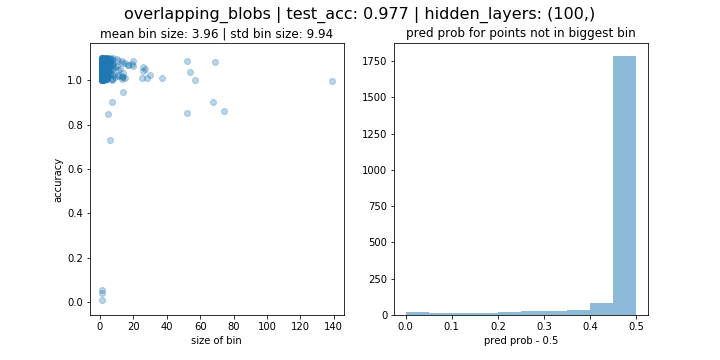 overlapping_blobs | test_acc: 0.977 | hidden_layers: (100,)
mean bin size: 3.96 | std bin size: 9.94
accuracy
1.0
0.8
0.6
0.4
0.2
0.0
0 20 40 60 80 100 120 140
size of bin
pred prob for points not in biggest bin
1750
1500
1250
1000
750
500
250
0
0.0 0.1 0.2 0.3 0.4 0.5
pred prob - 0.5